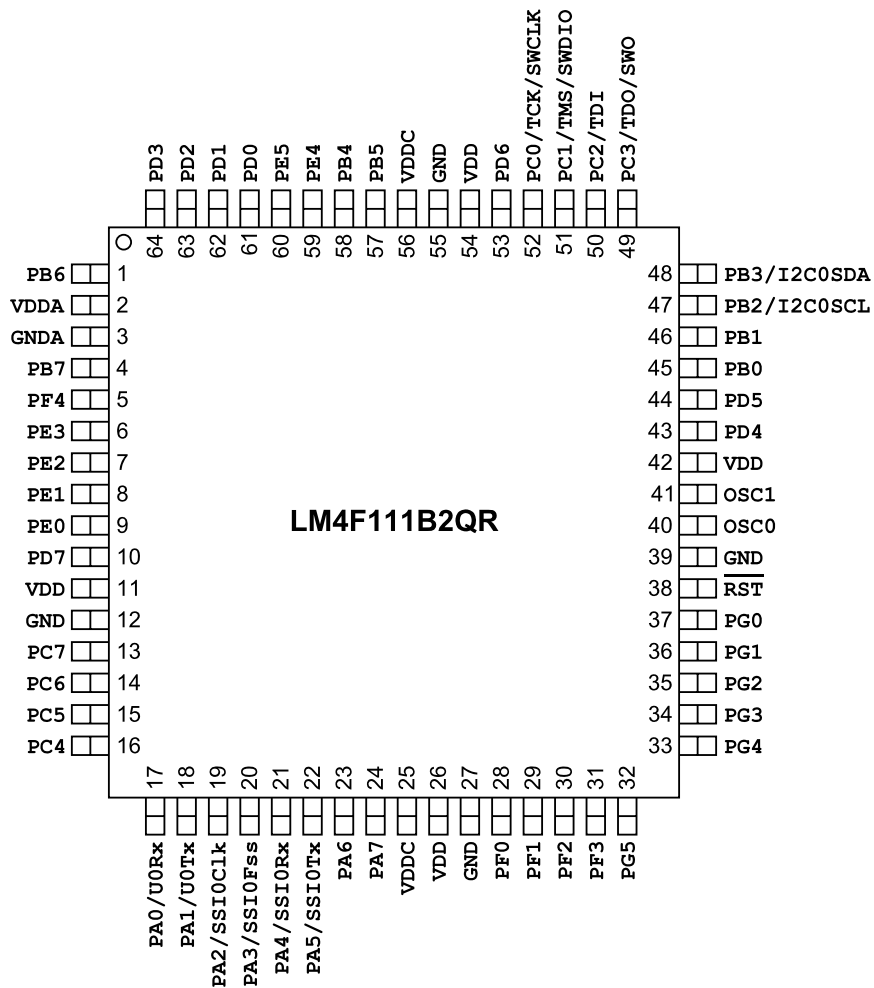 PD3 PD2 PD1 PD0 PE5 PE4 PB4 PB5 VDDC GND VDD PD6 PC0/TCK/SWCLK PC1/TMS/SWDIO PC2/TDI PC3/TDO/SWO
64 63 62 61 60 59 58 57 56 55 54 53 52 51 50 49
PB6 1 48 PB3/I2C0SDA
VDDA 2 47 PB2/I2C0SCL
GNDA 3 46 PB1
PB7 4 45 PB0
PF4 5 44 PD5
PE3 6 43 PD4
PE2 7 42 VDD
PE1 8 41 OSC1
PE0 9 40 OSC0
PD7 10 39 GND
VDD 11 38 RST
GND 12 37 PG0
PC7 13 36 PG1
PC6 14 35 PG2
PC5 15 34 PG3
PC4 16 33 PG4
LM4F111B2QR
17 18 19 20 21 22 23 24 25 26 27 28 29 30 31 32
PA0/U0Rx PA1/U0Tx PA2/SSI0Clk PA3/SSI0Fss PA4/SSI0Rx PA5/SSI0Tx PA6 PA7 VDDC VDD GND PF0 PF1 PF2 PF3 PG5